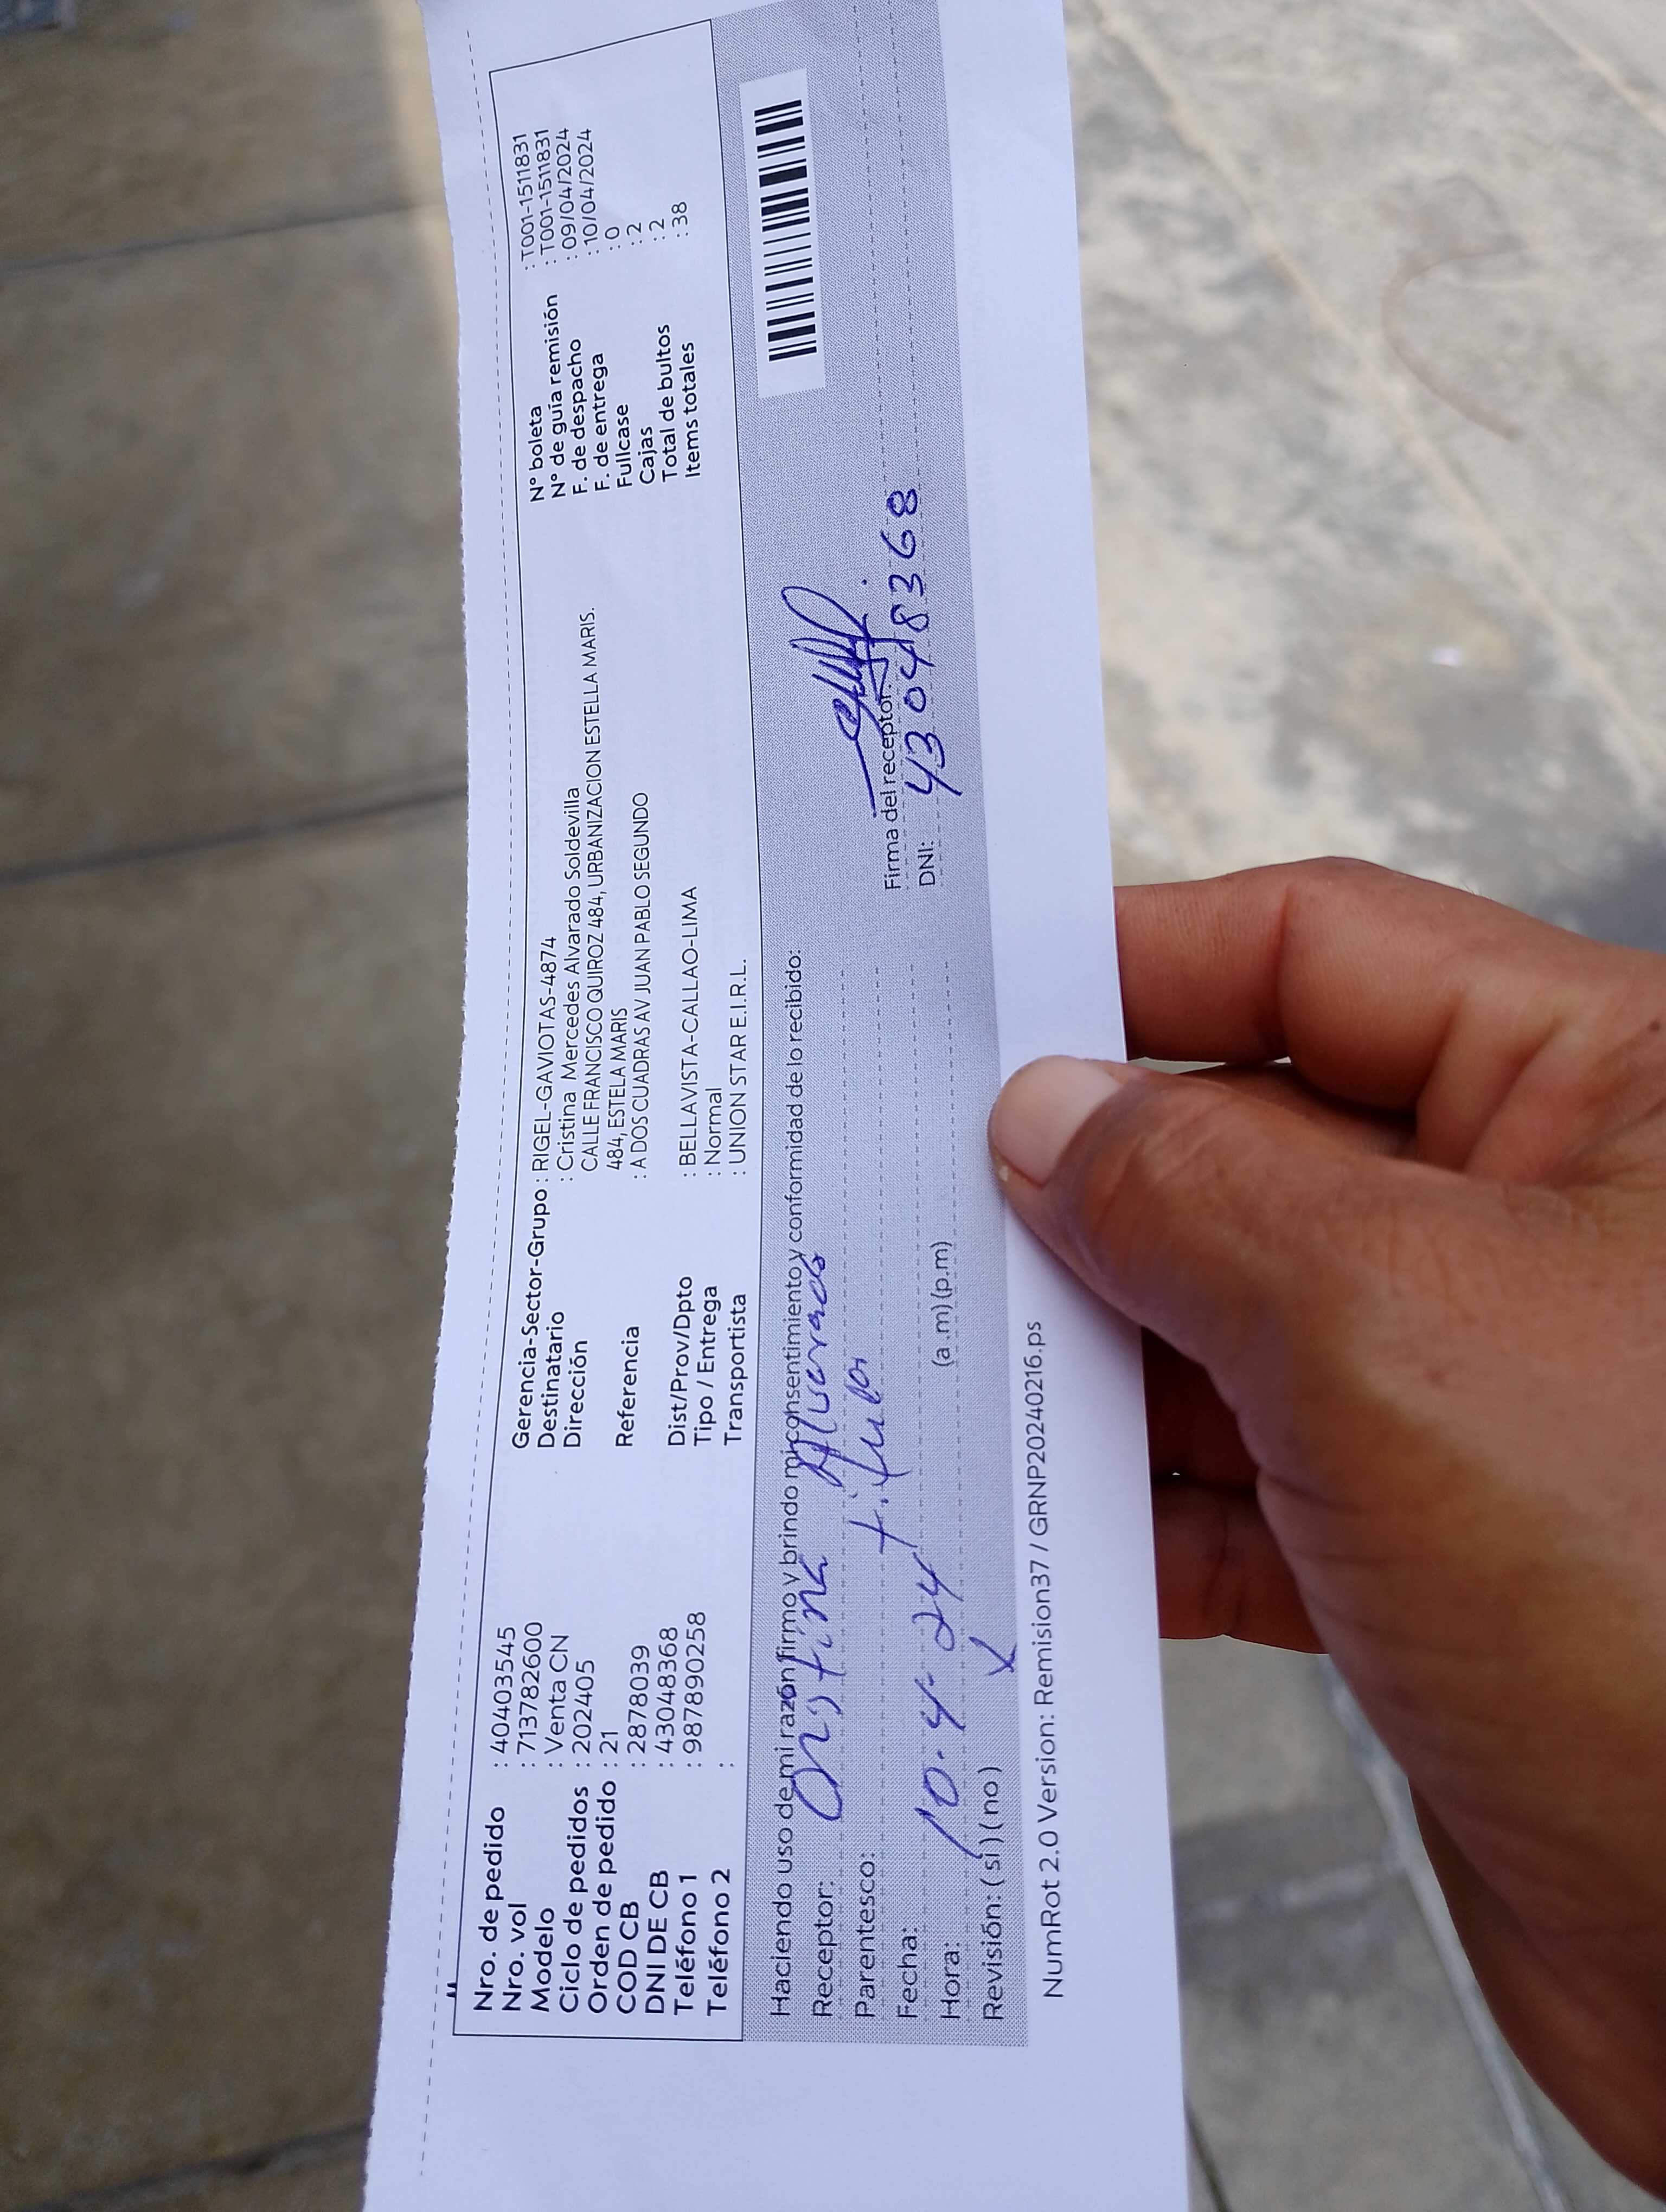 Nro. de pedido : 40403545
Nro. vol : 713782600
Modelo : Venta CN
Ciclo de pedidos : 202405
Orden de pedido : 21
COD CB : 2878039
DNI DE CB : 43048368
Teléfono 1 : 987890258
Teléfono 2 :
Gerencia-Sector-Grupo : RIGEL-GAVIOTAS-4874
Destinatario : Cristina Mercedes Alvarado Soldevilla
Dirección CALLE FRANCISCO QUIROZ 484, URBANIZACION ESTELLA MARIS.
484, ESTELA MARIS
Referencia : A DOS CUADRAS AV JUAN PABLO SEGUNDO
Dist/Prov/Dpto : BELLAVISTA-CALLAO-LIMA
Tipo / Entrega : Normal
Transportista : UNION STAR E.I.R.L.
N° boleta : T001-1511831
N° de guía remisión : T001-1511831
F. de despacho : 09/04/2024
F. de entrega : 10/04/2024
Fullcase : 0
Cajas : 2
Total de bultos : 2
Items totales : 38
Haciendo uso de mi razón firmo y brindo mi consentimiento y conformidad de lo recibido:
Receptor: Cristina Alvarado
Parentesco: titular
Fecha: 10.4.24
Hora: (a.m) (p.m)
Revisión: ( si ) ( no ) X
Firma del receptor:
DNI: 43048368
NumRot 2.0 Version: Remision37 / GRNP20240216.ps